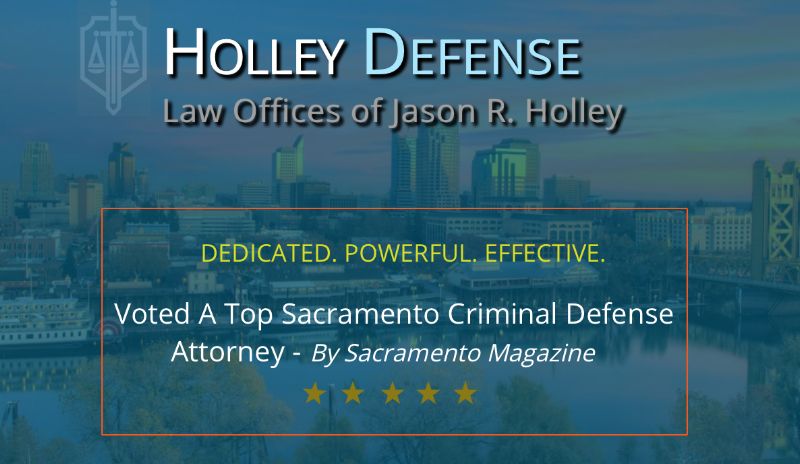 HOLLEY DEFENSE
Law Offices of Jason R. Holley
DEDICATED. POWERFUL. EFFECTIVE.
Voted A Top Sacramento Criminal Defense
Attorney - By Sacramento Magazine